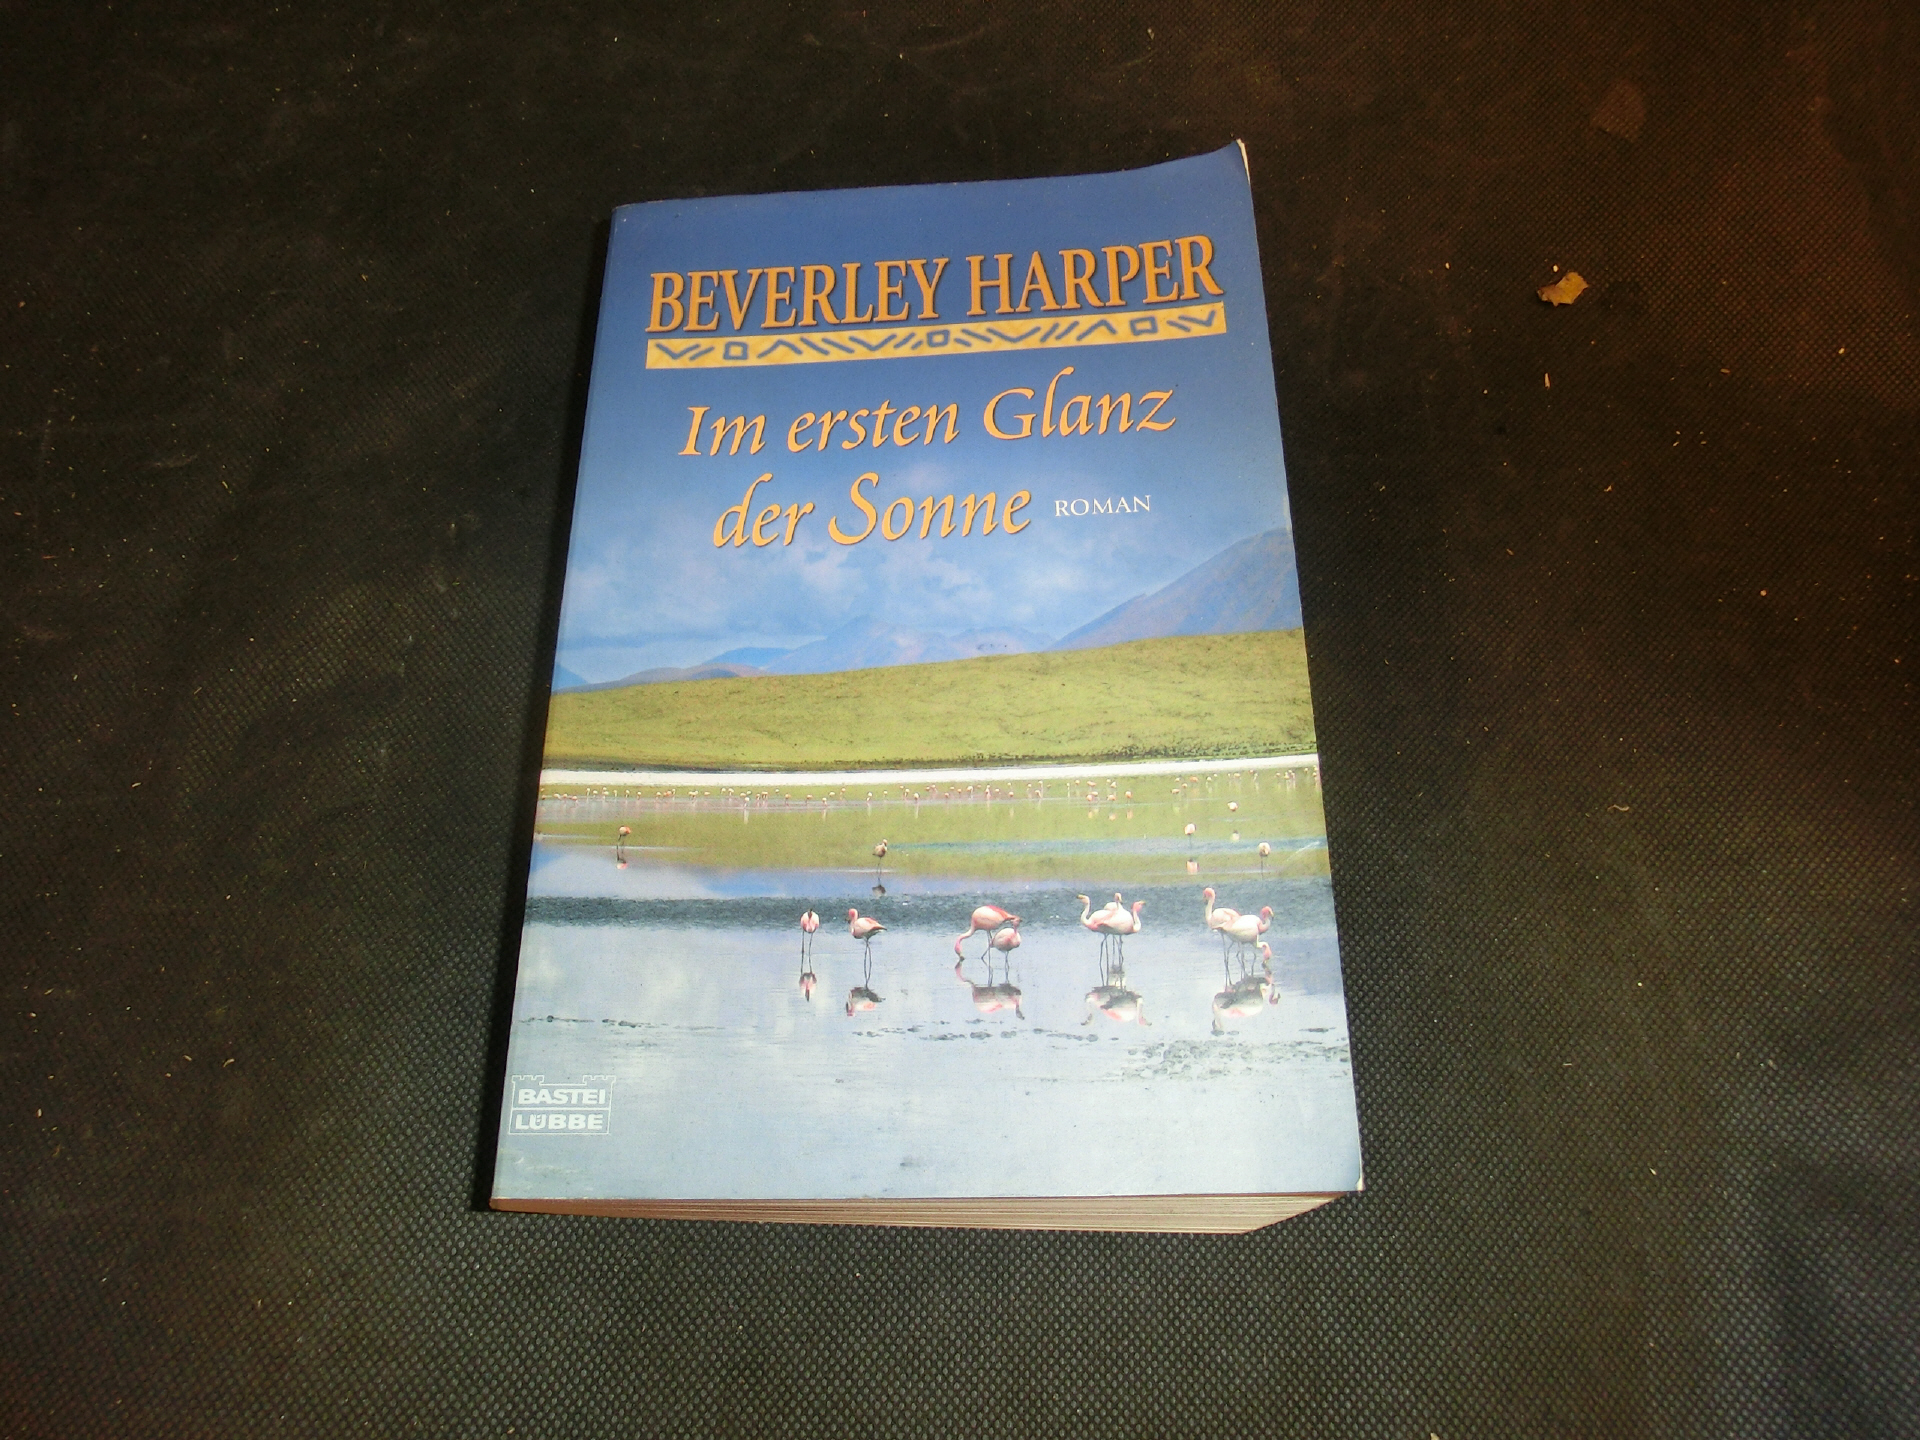 BEVERLEY HARPER
Im ersten Glanz
der Sonne ROMAN
BASTEI
LÜBBE